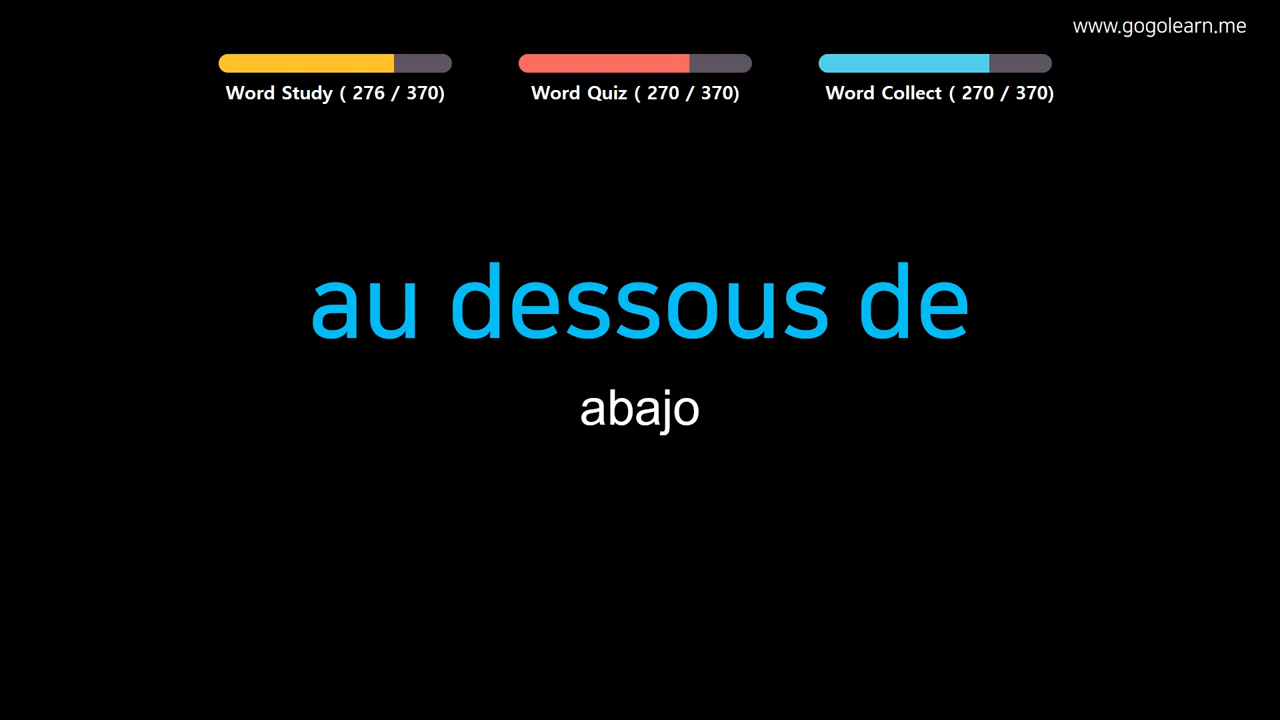 www.gogolearn.me
Word Study ( 276 / 370)
Word Quiz ( 270 / 370)
Word Collect ( 270 / 370)
au dessous de
abajo